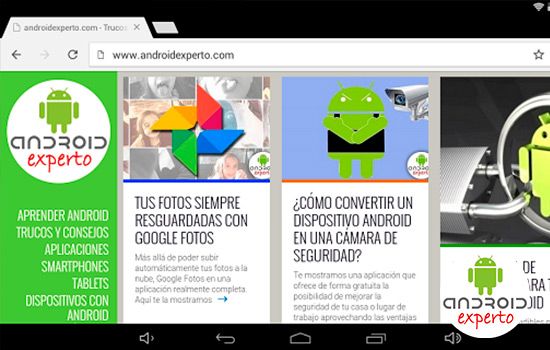 androidexperto.com - Truco
www.androidexperto.com
ANDROID
experto
APRENDER ANDROID
TRUCOS Y CONSEJOS
APLICACIONES
SMARTPHONES
TABLETS
DISPOSITIVOS CON
ANDROID
TUS FOTOS SIEMPRE
RESGUARDADAS CON
GOOGLE FOTOS
Más allá de poder subir
automáticamente tus fotos a la
nube, Google Fotos en una
aplicación realmente completa.
Aquí te la mostramos
¿CÓMO CONVERTIR UN
DISPOSITIVO ANDROID
EN UNA CÁMARA DE
SEGURIDAD?
Te mostramos una aplicación que
ofrece de forma gratuita la
posibilidad de mejorar la
seguridad de tu casa o lugar de
trabajo aprovechando las ventajas
DE
ANDROID
experto